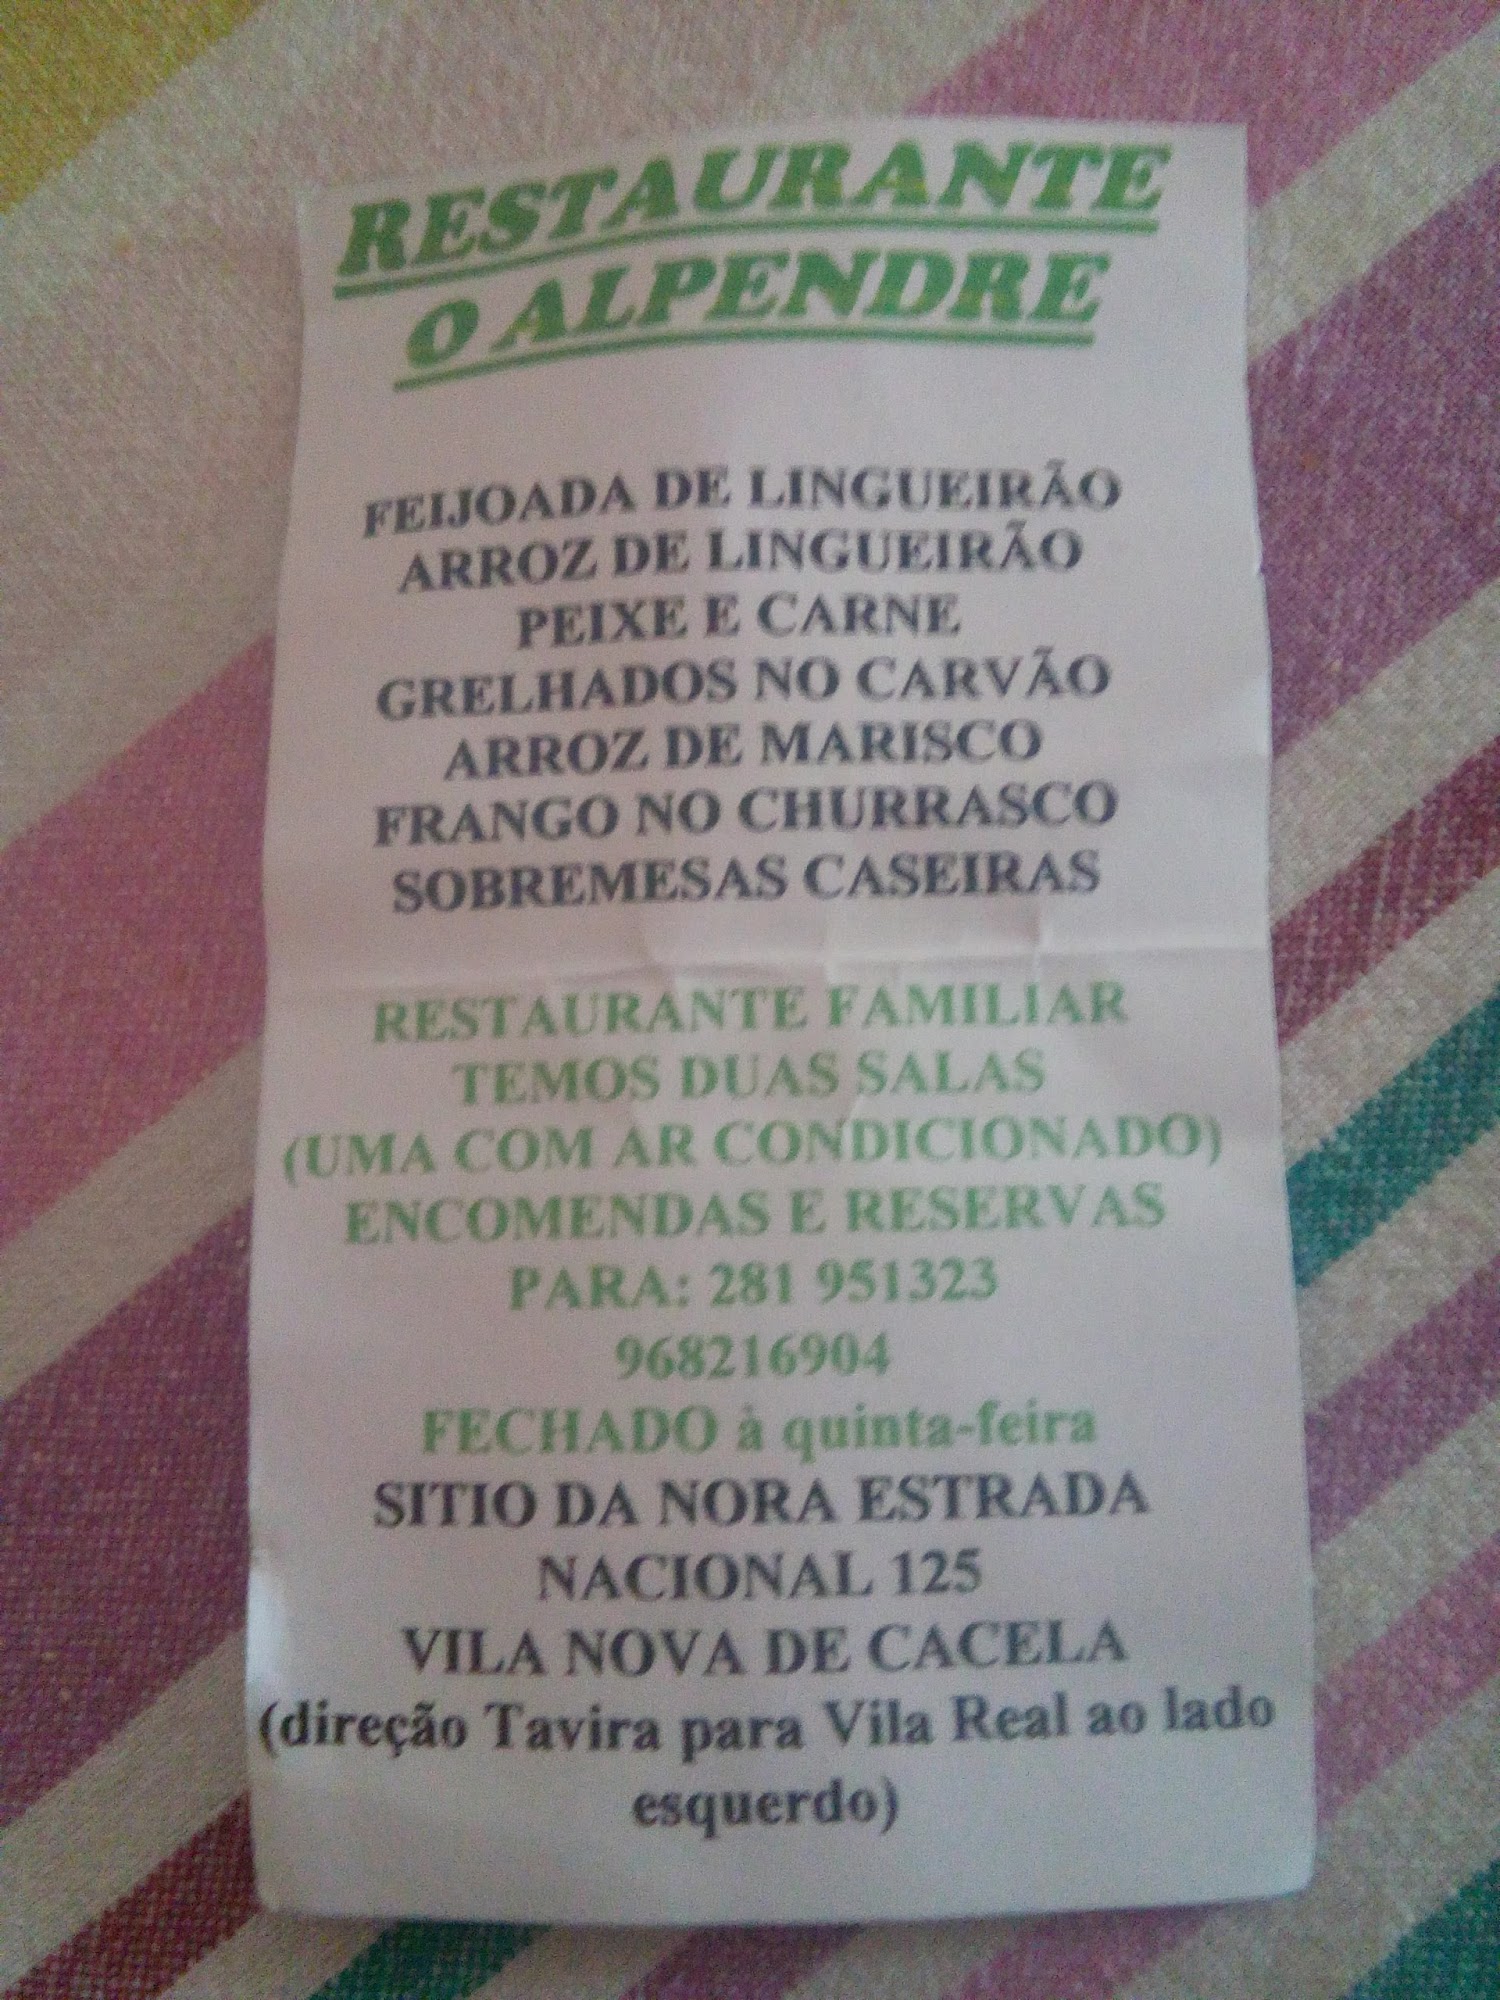 RESTAURANTE
O ALPENDRE
FEIJOADA DE LINGUEIRÃO
ARROZ DE LINGUEIRÃO
PEIXE E CARNE
GRELHADOS NO CARVÃO
ARROZ DE MARISCO
FRANGO NO CHURRASCO
SOBREMESAS CASEIRAS
RESTAURANTE FAMILIAR
TEMOS DUAS SALAS
(UMA COM AR CONDICIONADO)
ENCOMENDAS E RESERVAS
PARA: 281 951323
968216904
FECHADO à quinta-feira
SITIO DA NORA ESTRADA
NACIONAL 125
VILA NOVA DE CACELA
(direção Tavira para Vila Real ao lado
esquerdo)